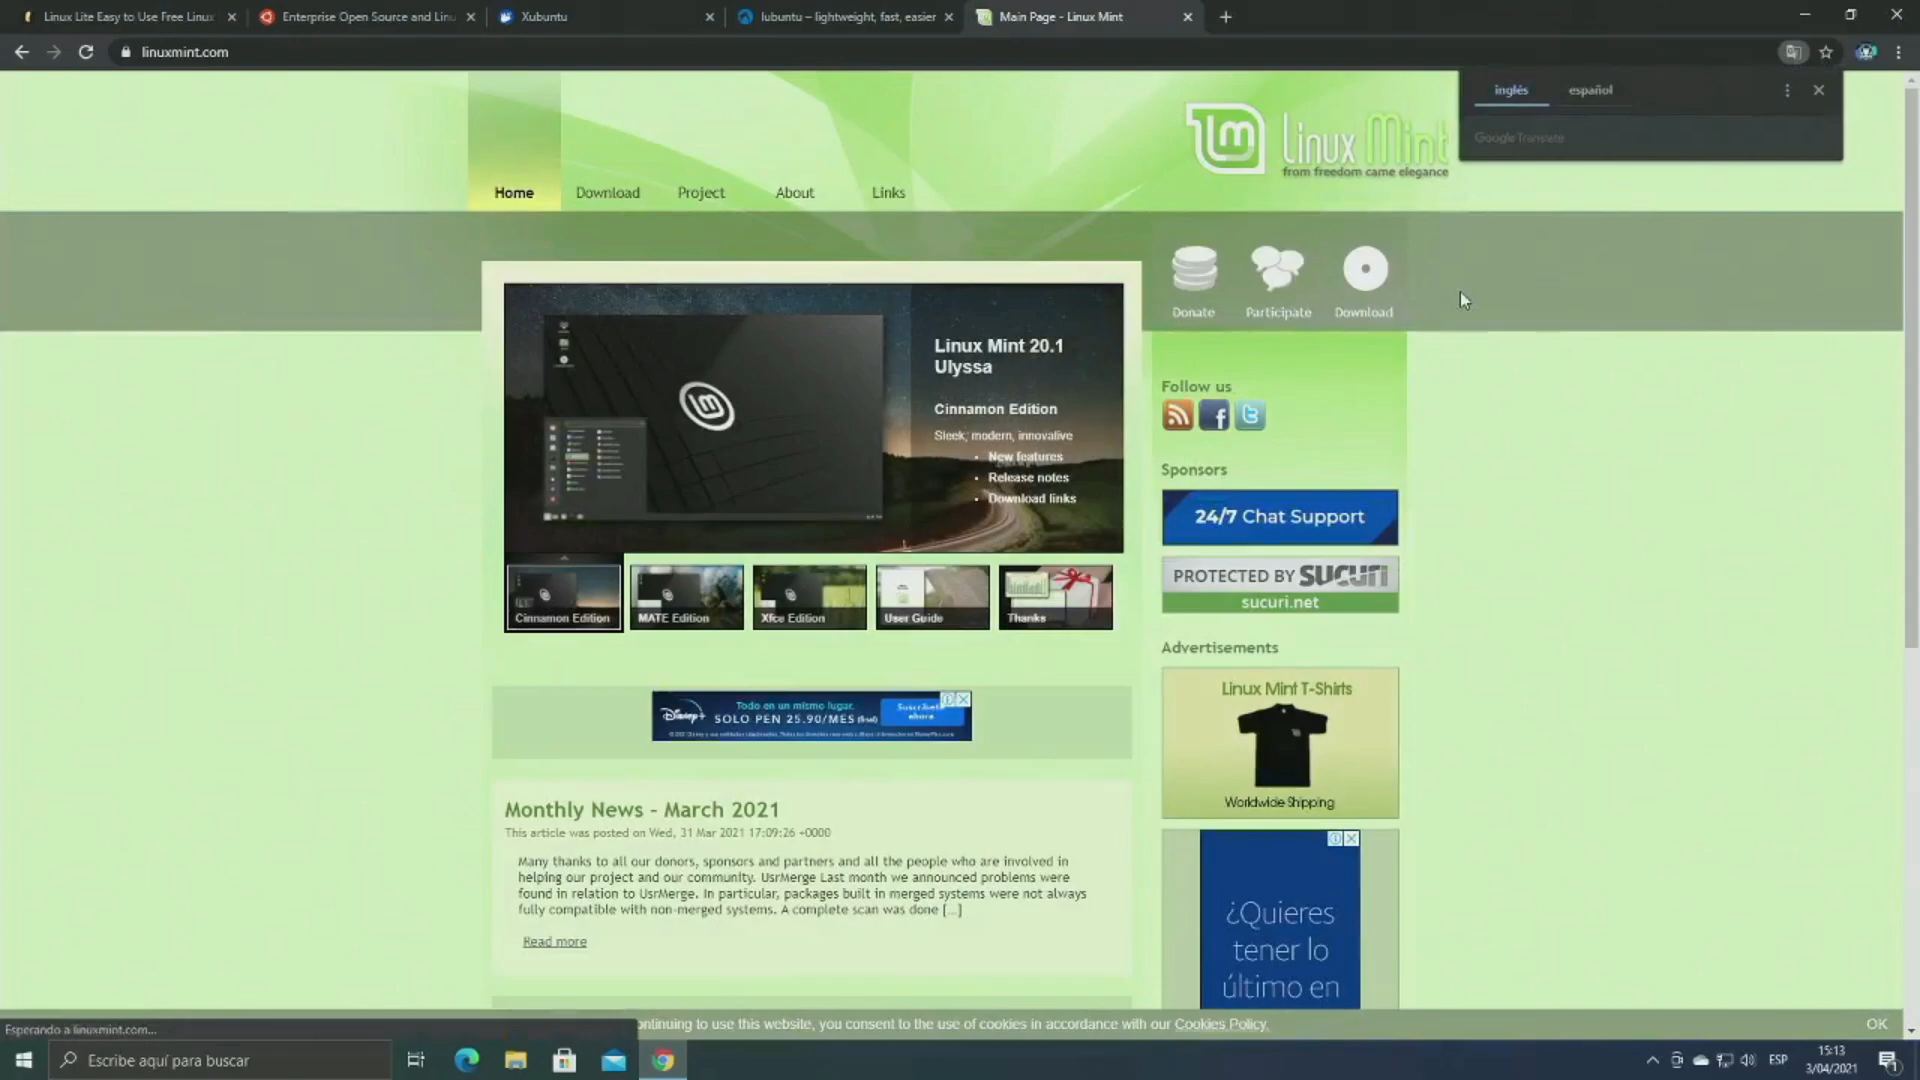 Linux Lite Easy to Use Free Linux
Enterprise Open Source and Linu
Xubuntu
lubuntu – lightweight, fast, easier
Main Page - Linux Mint
linuxmint.com
inglés español
Google Translate
Linux Mint
from freedom came elegance
Home Download Project About Links
Donate Participate Download
Linux Mint 20.1
Ulyssa
Cinnamon Edition
Sleek, modern, innovative
• New features
• Release notes
• Download links
Cinnamon Edition
MATE Edition
Xfce Edition
User Guide
Thanks
Follow us
Sponsors
24/7 Chat Support
PROTECTED BY SUCURI
sucuri.net
Advertisements
Linux Mint T-Shirts
Worldwide Shipping
¿Quieres
tener lo
último en
Disney+
Todo en un mismo lugar.
SOLO PEN 25.90/MES (final)
Suscríbete
ahora
Monthly News – March 2021
This article was posted on Wed, 31 Mar 2021 17:09:26 +0000
Many thanks to all our donors, sponsors and partners and all the people who are involved in
helping our project and our community. UsrMerge Last month we announced problems were
found in relation to UsrMerge. In particular, packages built in merged systems were not always
fully compatible with non-merged systems. A complete scan was done […]
Read more
Esperando a linuxmint.com...
ontinuing to use this website, you consent to the use of cookies in accordance with our Cookies Policy.
OK
Escribe aquí para buscar
ESP
15:13
3/04/2021
1